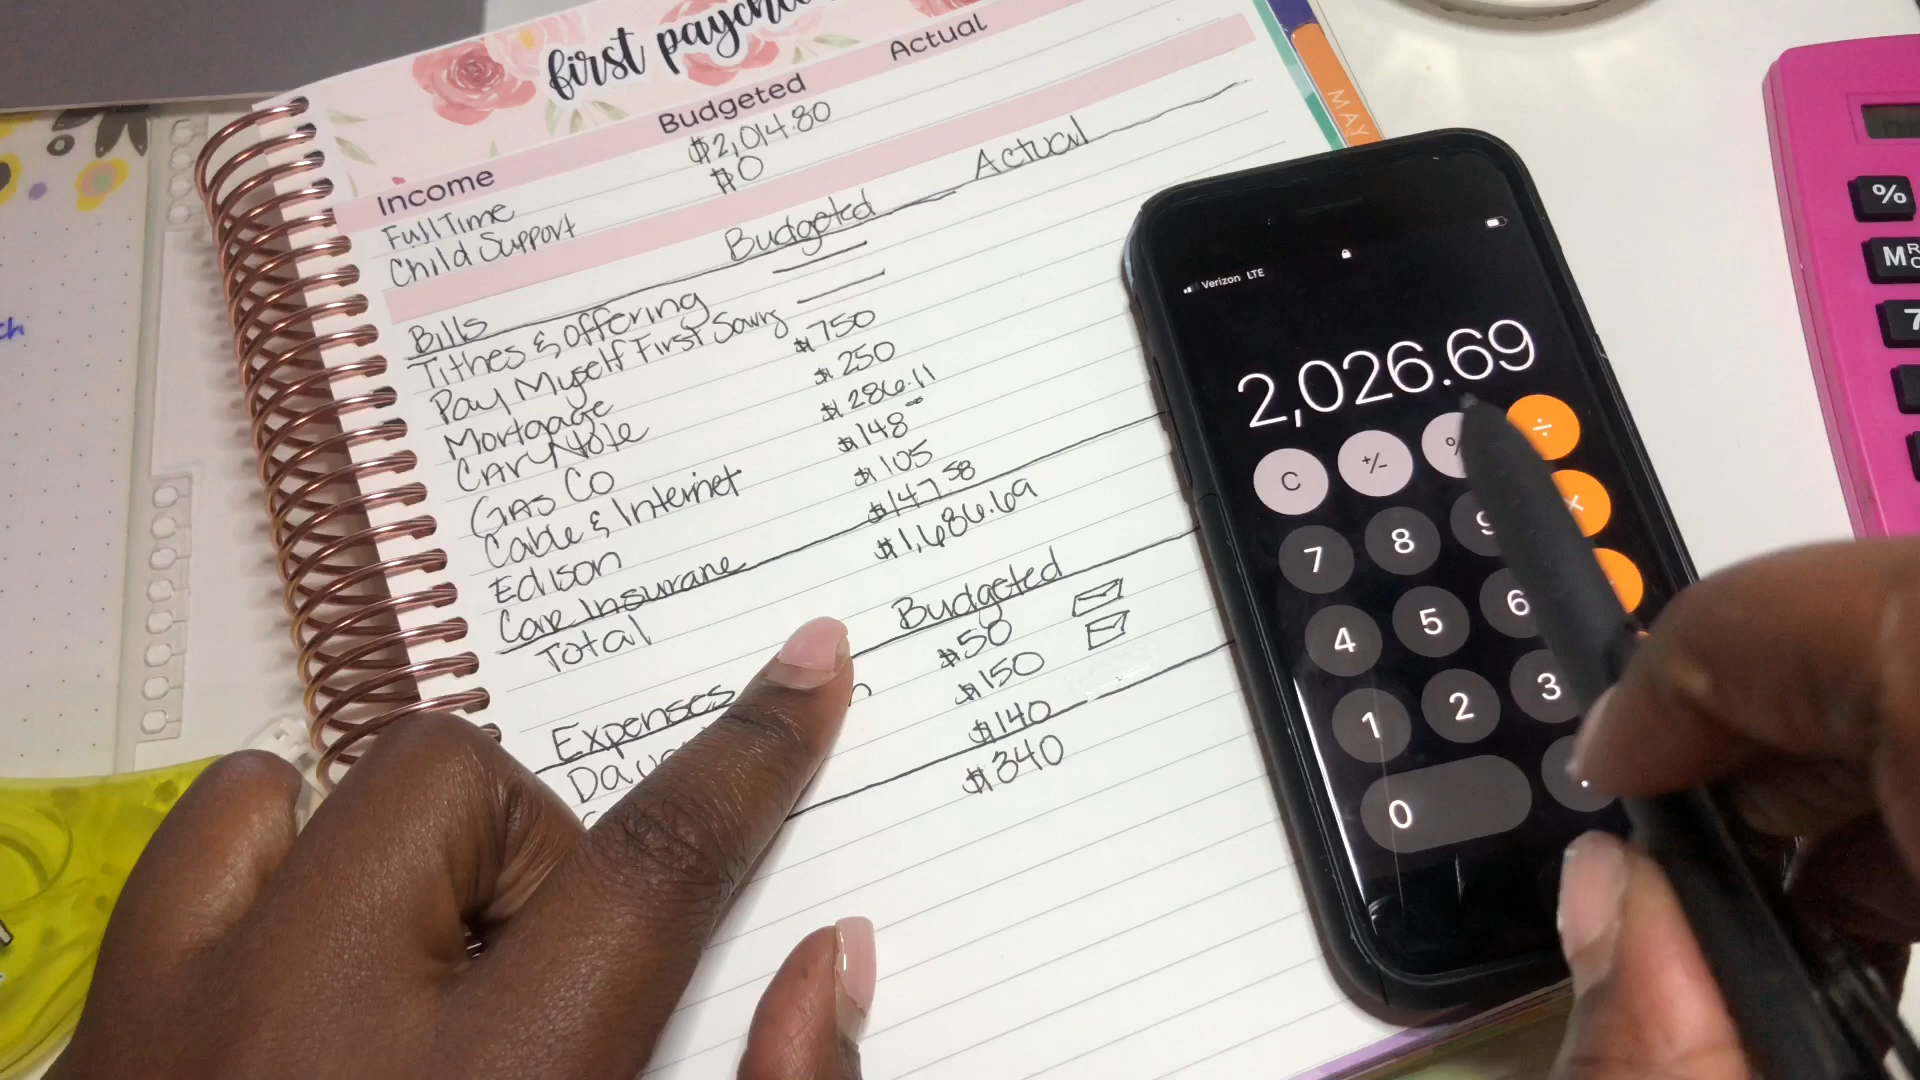 first paych
Income Budgeted Actual
Full Time $2,014.80
Child Support $0
Bills Budgeted Actual
Tithes & offering
Pay Myself First Savng
Mortgage $750
CAR Note $250
GAS CO $286.11
Cable & Internet $148
Edison $105
Care Insurane $147.58
Total $1,686.69
Expenses Budgeted
$50
$150
$140
$340
MAY
Verizon LTE
2,026.69
C +/- % ÷
7 8 9 ×
4 5 6
1 2 3
0 .
%
7